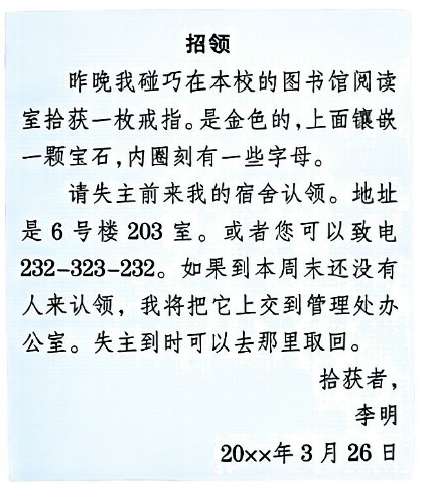 招领
昨晚我碰巧在本校的图书馆阅读
室拾获一枚戒指。是金色的，上面镶嵌
一颗宝石，内圈刻有一些字母。
请失主前来我的宿舍认领。地址
是 6 号楼 203 室。或者您可以致电
232-323-232。如果到本周末还没有
人来认领，我将把它上交到管理处办
公室。失主到时可以去那里取回。
拾获者，
李明
20××年 3 月 26 日